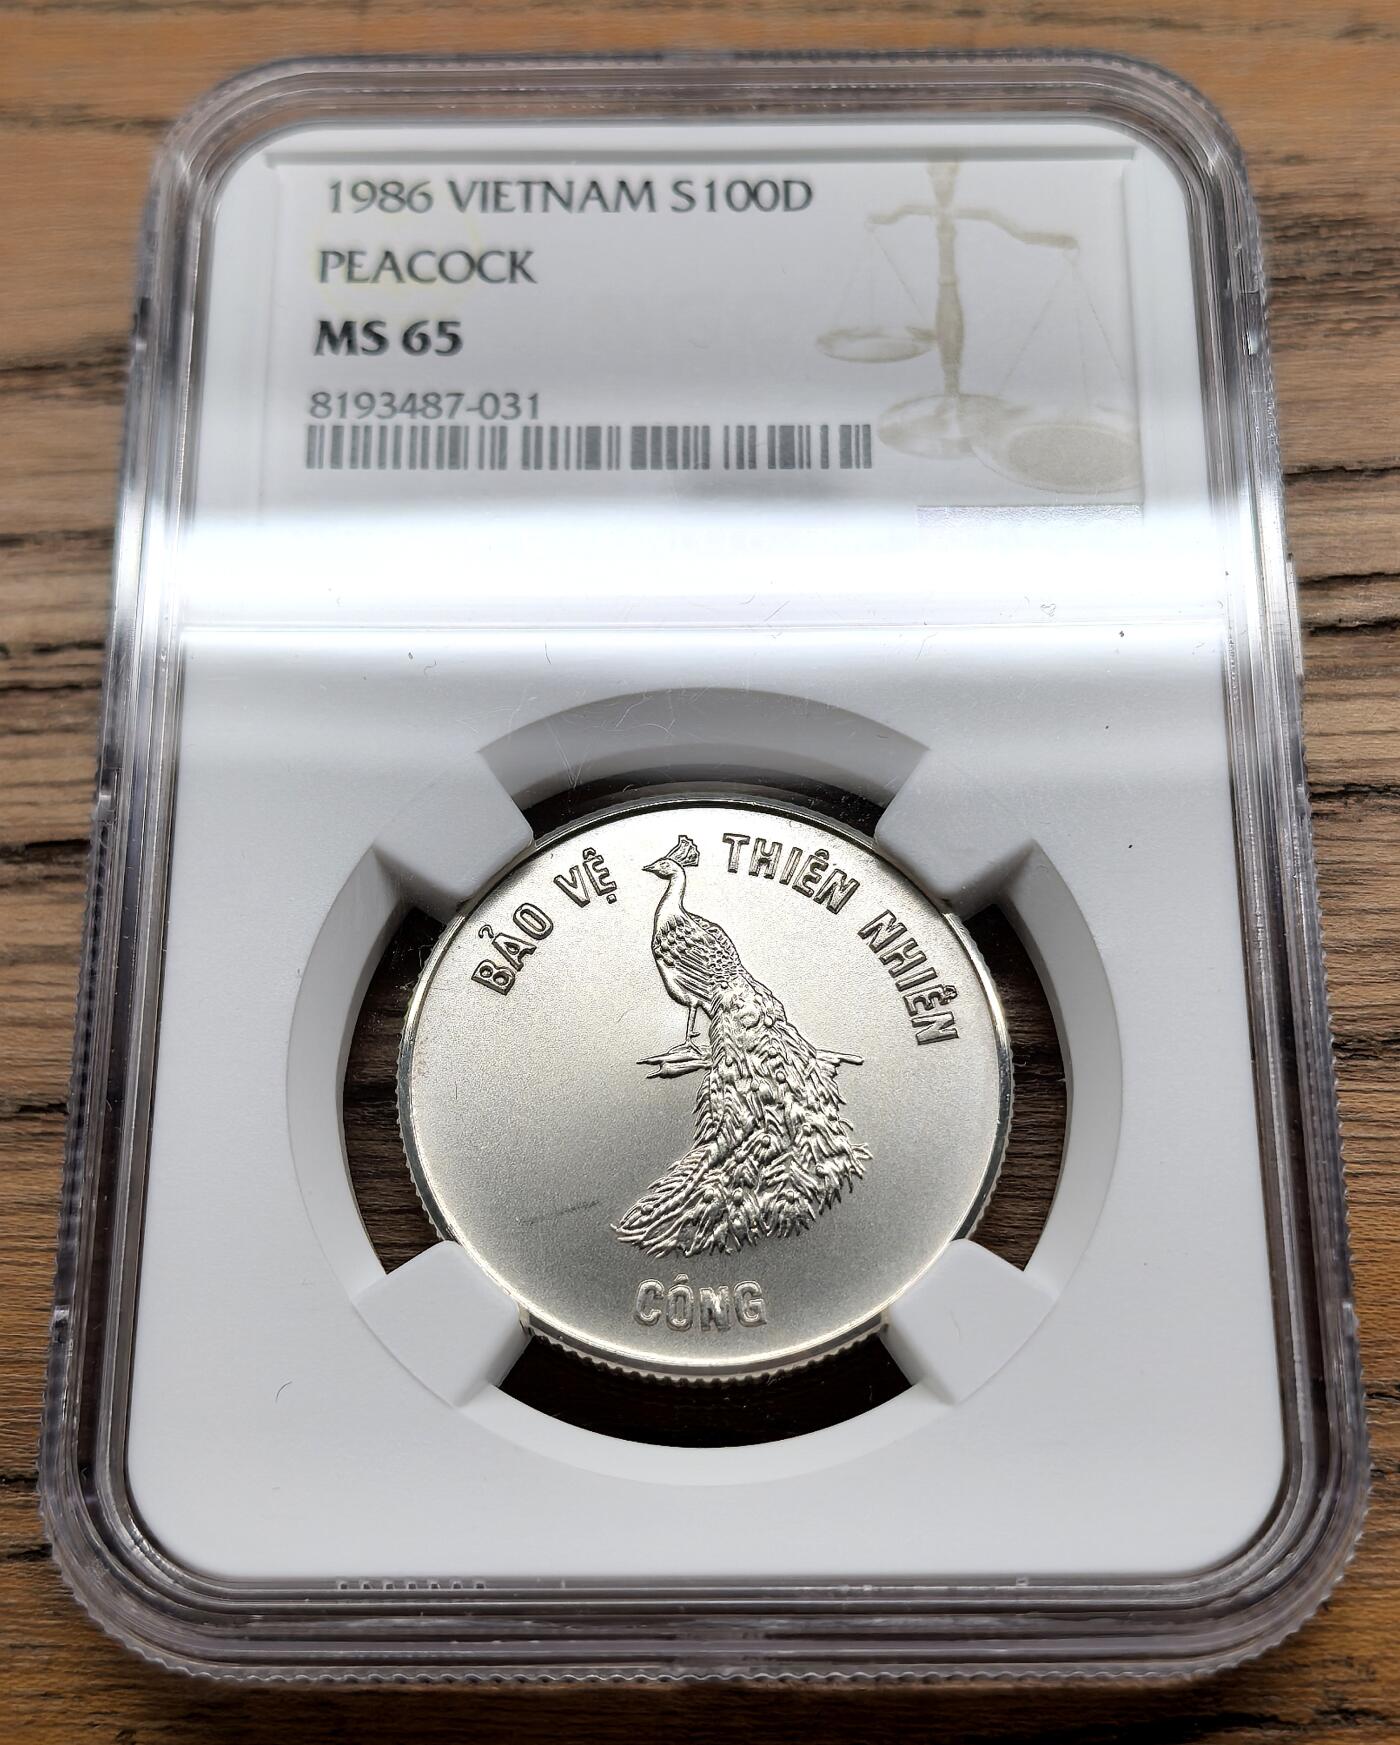 1986 VIETNAM S100D
PEACOCK
MS 65
8193487-031
BẢO VỆ THIÊN NHIÊN
CÔNG